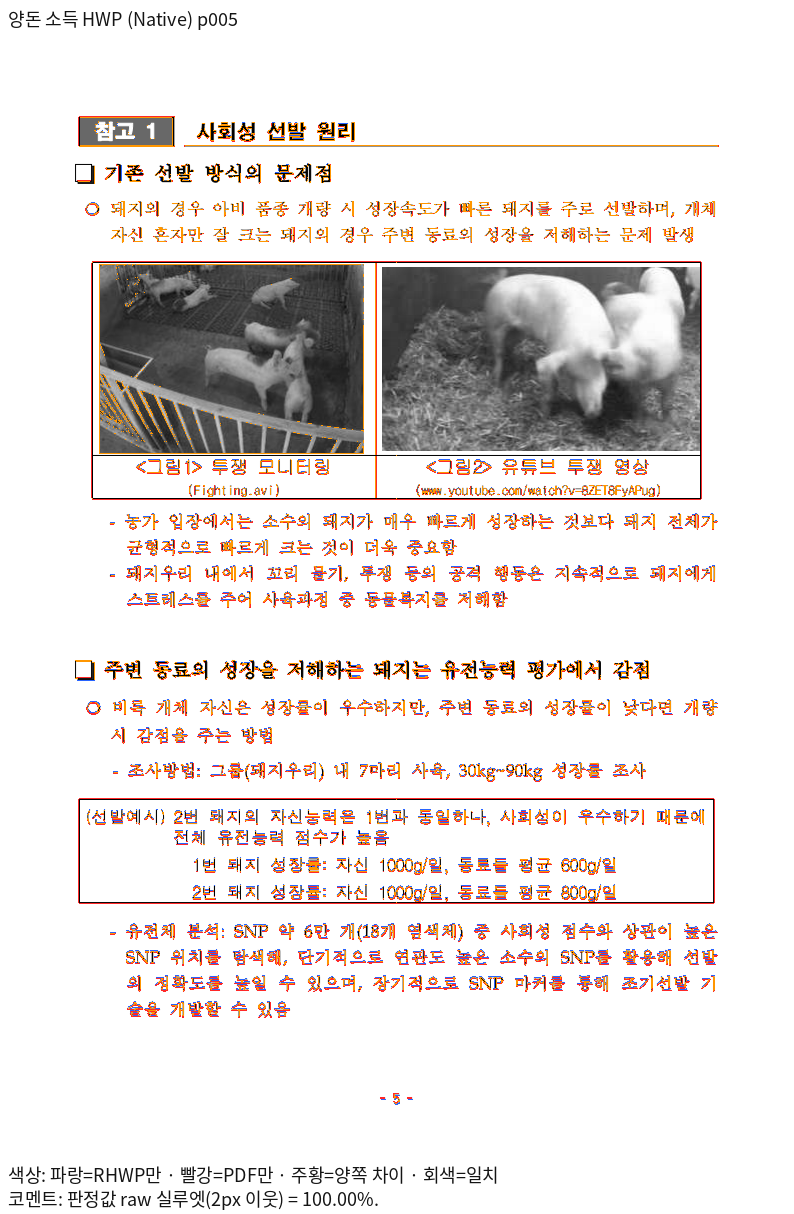 양돈 소득 HWP (Native) p005
참고 1 사회성 선발 원리
❏ 기존 선발 방식의 문제점
○ 돼지의 경우 아비 품종 개량 시 성장속도가 빠른 돼지를 주로 선발하며, 개체
자신 혼자만 잘 크는 돼지의 경우 주변 동료의 성장을 저해하는 문제 발생
<그림1> 투쟁 모니터링
(Fighting.avi)
<그림2> 유튜브 투쟁 영상
(www.youtube.com/watch?v=8ZET8FyAPug)
- 농가 입장에서는 소수의 돼지가 매우 빠르게 성장하는 것보다 돼지 전체가
균형적으로 빠르게 크는 것이 더욱 중요함
- 돼지우리 내에서 꼬리 물기, 투쟁 등의 공격 행동은 지속적으로 돼지에게
스트레스를 주어 사육과정 중 동물복지를 저해함
❏ 주변 동료의 성장을 저해하는 돼지는 유전능력 평가에서 감점
○ 비록 개체 자신은 성장률이 우수하지만, 주변 동료의 성장률이 낮다면 개량
시 감점을 주는 방법
- 조사방법: 그룹(돼지우리) 내 7마리 사육, 30kg~90kg 성장률 조사
(선발예시) 2번 돼지의 자신능력은 1번과 동일하나, 사회성이 우수하기 때문에
전체 유전능력 점수가 높음
1번 돼지 성장률: 자신 1000g/일, 동료들 평균 600g/일
2번 돼지 성장률: 자신 1000g/일, 동료들 평균 800g/일
- 유전체 분석: SNP 약 6만 개(18개 염색체) 중 사회성 점수와 상관이 높은
SNP 위치를 탐색해, 단기적으로 연관도 높은 소수의 SNP를 활용해 선발
의 정확도를 높일 수 있으며, 장기적으로 SNP 마커를 통해 조기선발 기
술을 개발할 수 있음
- 5 -
색상: 파랑=RHWP만 · 빨강=PDF만 · 주황=양쪽 차이 · 회색=일치
코멘트: 판정값 raw 실루엣(2px 이웃) = 100.00%.